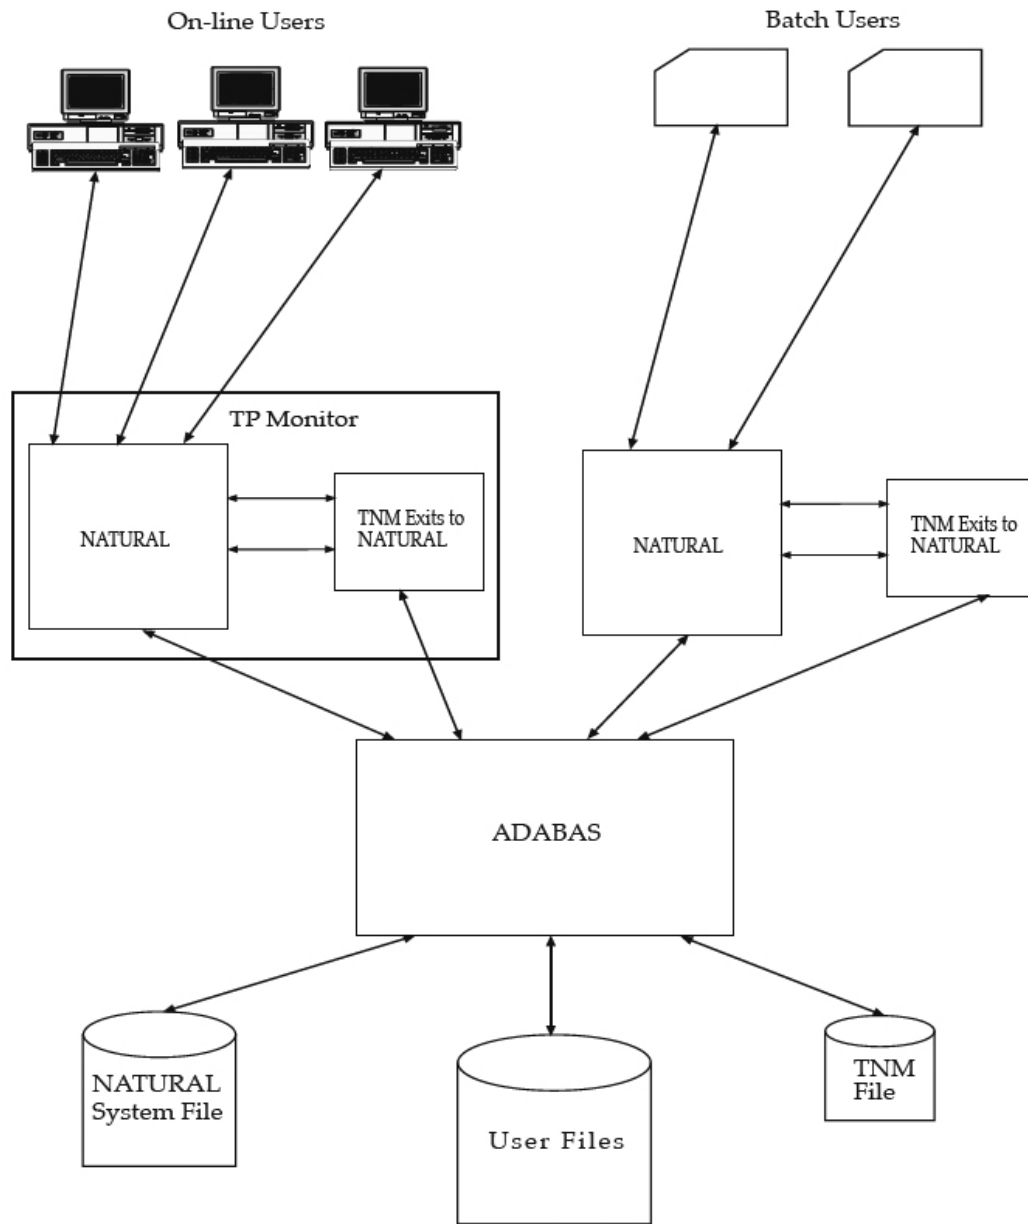 On-line Users
Batch Users
TP Monitor
NATURAL
TNM Exits to
NATURAL
NATURAL
TNM Exits to
NATURAL
ADABAS
NATURAL
System File
User Files
TNM
File